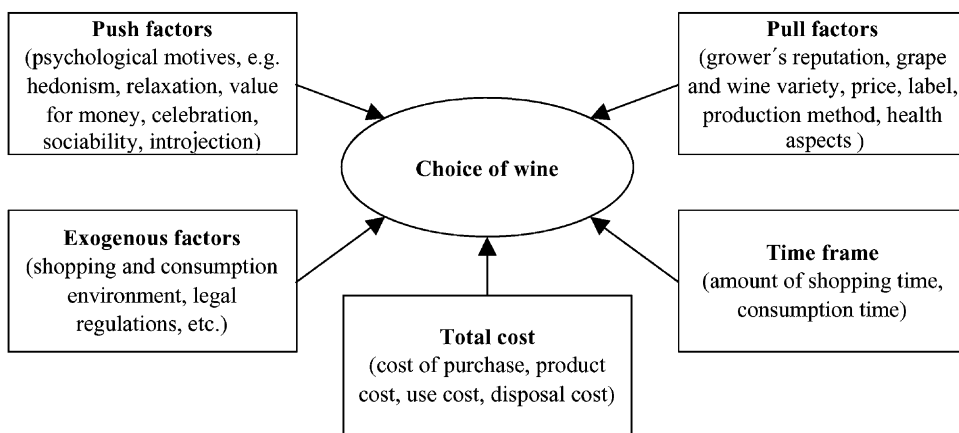 Push factors
(psychological motives, e.g.
hedonism, relaxation, value
for money, celebration,
sociability, introjection)
Pull factors
(grower´s reputation, grape
and wine variety, price, label,
production method, health
aspects )
Choice of wine
Exogenous factors
(shopping and consumption
environment, legal
regulations, etc.)
Total cost
(cost of purchase, product
cost, use cost, disposal cost)
Time frame
(amount of shopping time,
consumption time)